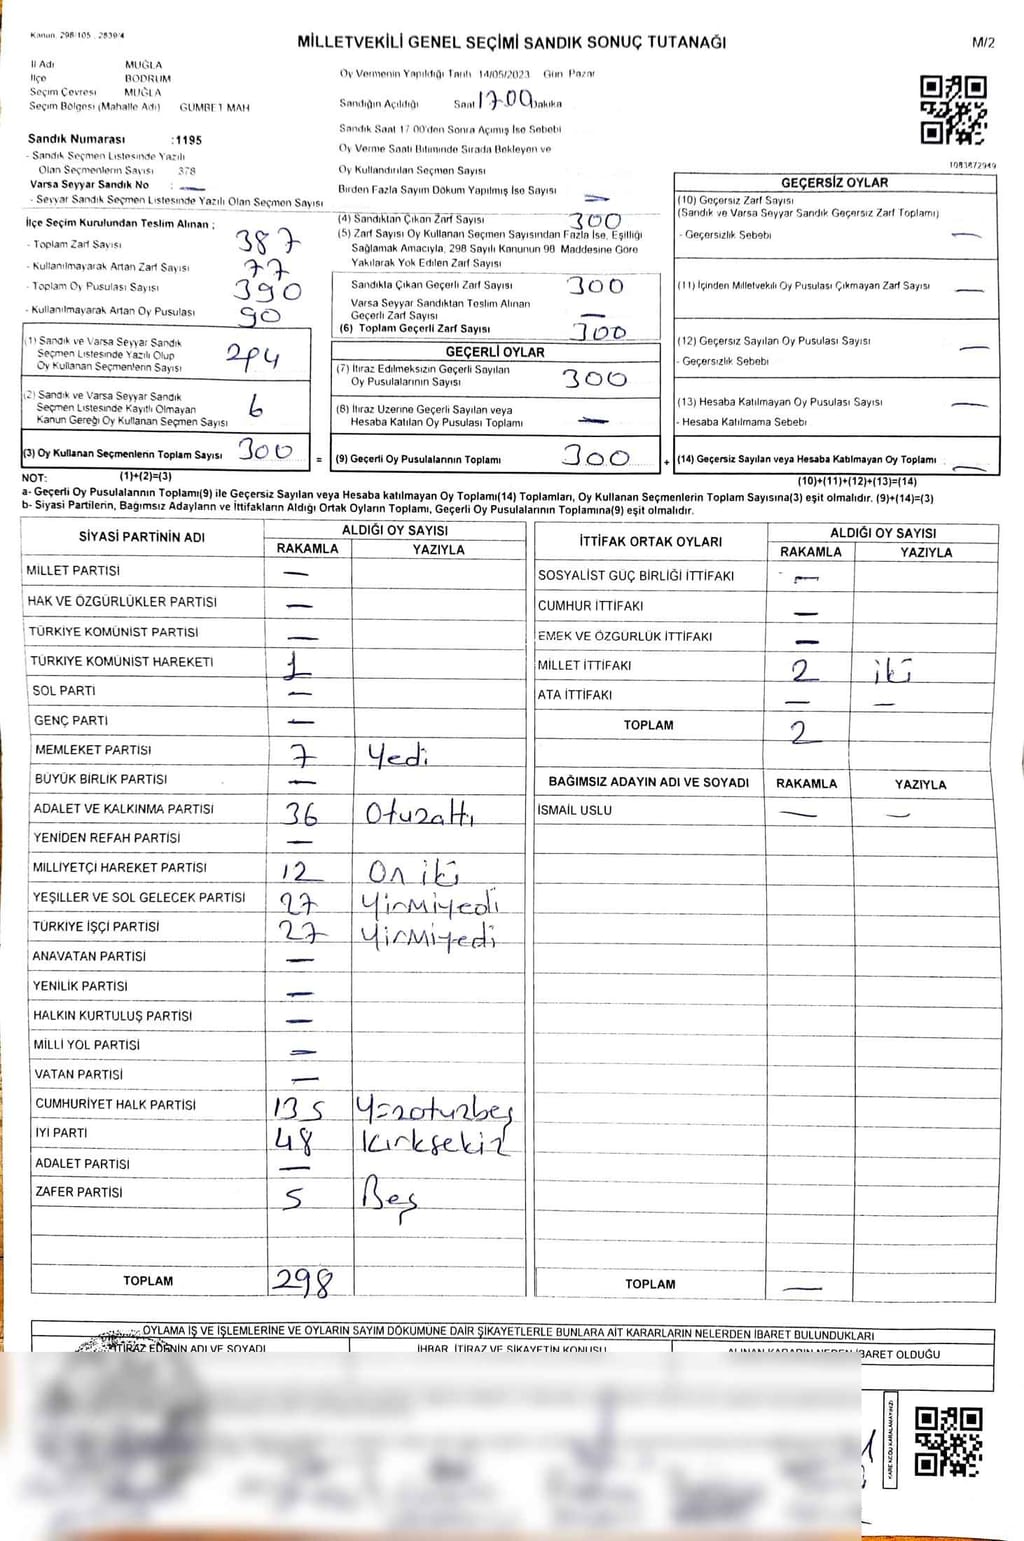 Kanun. 298/105 . 2839/4
MİLLETVEKİLİ GENEL SEÇİMİ SANDIK SONUÇ TUTANAĞI
M/2
İl Adı MUĞLA
İlçe BODRUM
Seçim Çevresi MUĞLA
Seçim Bölgesi (Mahalle Adı) GÜMBET MAH
Sandık Numarası :1195
- Sandık Seçmen Listesinde Yazılı
Olan Seçmenlerin Sayısı 378
Varsa Seyyar Sandık No : —
- Seyyar Sandık Seçmen Listesinde Yazılı Olan Seçmen Sayısı
Oy Vermenin Yapıldığı Tarih 14/05/2023 Gün Pazar
Sandığın Açıldığı Saat 17.00 Dakika
Sandık Saat 17 00'den Sonra Açımış İse Sebebi
Oy Verme Saati Bitiminde Sırada Bekleyen ve
Oy Kullandırılan Seçmen Sayısı
Birden Fazla Sayım Döküm Yapılmış İse Sayısı —
1083872949
İlçe Seçim Kurulundan Teslim Alınan ;
- Toplam Zarf Sayısı 387
- Kullanılmayarak Artan Zarf Sayısı 77
- Toplam Oy Pusulası Sayısı 390
- Kullanılmayarak Artan Oy Pusulası 90
(1) Sandık ve Varsa Seyyar Sandık
Seçmen Listesinde Yazılı Olup
Oy Kullanan Seçmenlerin Sayısı 294
(2) Sandık ve Varsa Seyyar Sandık
Seçmen Listesinde Kayıtlı Olmayan
Kanun Gereği Oy Kullanan Seçmen Sayısı 6
(3) Oy Kullanan Seçmenlerin Toplam Sayısı 300 =
(4) Sandıktan Çıkan Zarf Sayısı 300
(5) Zarf Sayısı Oy Kullanan Seçmen Sayısından Fazla İse, Eşitliği
Sağlamak Amacıyla, 298 Sayılı Kanunun 98 Maddesine Göre
Yakılarak Yok Edilen Zarf Sayısı
Sandıkta Çıkan Geçerli Zarf Sayısı 300
Varsa Seyyar Sandıktan Teslim Alınan
Geçerli Zarf Sayısı —
(6) Toplam Geçerli Zarf Sayısı 300
GEÇERLİ OYLAR
(7) İtiraz Edilmeksizin Geçerli Sayılan
Oy Pusulalarının Sayısı 300
(8) İtiraz Üzerine Geçerli Sayılan veya
Hesaba Katılan Oy Pusulası Toplamı —
(9) Geçerli Oy Pusulalarının Toplamı 300 +
GEÇERSİZ OYLAR
(10) Geçersiz Zarf Sayısı
(Sandık ve Varsa Seyyar Sandık Geçersiz Zarf Toplamı)
- Geçersizlik Sebebi —
(11) İçinden Milletvekili Oy Pusulası Çıkmayan Zarf Sayısı —
(12) Geçersiz Sayılan Oy Pusulası Sayısı —
- Geçersizlik Sebebi
(13) Hesaba Katılmayan Oy Pusulası Sayısı —
- Hesaba Katılmama Sebebi
(14) Geçersiz Sayılan veya Hesaba Katılmayan Oy Toplamı —
NOT: (1)+(2)=(3) (10)+(11)+(12)+(13)=(14)
a- Geçerli Oy Pusulalarının Toplamı(9) ile Geçersiz Sayılan veya Hesaba katılmayan Oy Toplamı(14) Toplamları, Oy Kullanan Seçmenlerin Toplam Sayısına(3) eşit olmalıdır. (9)+(14)=(3)
b- Siyasi Partilerin, Bağımsız Adayların ve İttifakların Aldığı Ortak Oyların Toplamı, Geçerli Oy Pusulalarının Toplamına(9) eşit olmalıdır.
SİYASİ PARTİNİN ADI ALDIĞI OY SAYISI
RAKAMLA YAZIYLA
MİLLET PARTİSİ —
HAK VE ÖZGÜRLÜKLER PARTİSİ —
TÜRKİYE KOMÜNİST PARTİSİ —
TÜRKİYE KOMÜNİST HAREKETİ 1
SOL PARTİ —
GENÇ PARTİ —
MEMLEKET PARTİSİ 7 Yedi
BÜYÜK BİRLİK PARTİSİ —
ADALET VE KALKINMA PARTİSİ 36 Otuzaltı
YENİDEN REFAH PARTİSİ —
MİLLİYETÇİ HAREKET PARTİSİ 12 On iki
YEŞİLLER VE SOL GELECEK PARTİSİ 27 Yirmiyedi
TÜRKİYE İŞÇİ PARTİSİ 27 Yirmiyedi
ANAVATAN PARTİSİ —
YENİLİK PARTİSİ —
HALKIN KURTULUŞ PARTİSİ —
MİLLİ YOL PARTİSİ —
VATAN PARTİSİ —
CUMHURİYET HALK PARTİSİ 135 Yüzotuzbeş
İYİ PARTİ 48 Kırksekiz
ADALET PARTİSİ —
ZAFER PARTİSİ 5 Beş
TOPLAM 298
İTTİFAK ORTAK OYLARI ALDIĞI OY SAYISI
RAKAMLA YAZIYLA
SOSYALİST GÜÇ BİRLİĞİ İTTİFAKI —
CUMHUR İTTİFAKI —
EMEK VE ÖZGÜRLÜK İTTİFAKI —
MİLLET İTTİFAKI 2 iki
ATA İTTİFAKI — —
TOPLAM 2
BAĞIMSIZ ADAYIN ADI VE SOYADI RAKAMLA YAZIYLA
İSMAİL USLU — —
TOPLAM —
OYLAMA İŞ VE İŞLEMLERİNE VE OYLARIN SAYIM DÖKÜMÜNE DAİR ŞİKAYETLERLE BUNLARA AİT KARARLARIN NELERDEN İBARET BULUNDUKLARI
İTİRAZ EDENİN ADI VE SOYADI İHBAR, İTİRAZ VE ŞİKAYETİN KONUSU ALINAN KARARIN NEDEN İBARET OLDUĞU
KARE KODU KARALAMAYINIZ!